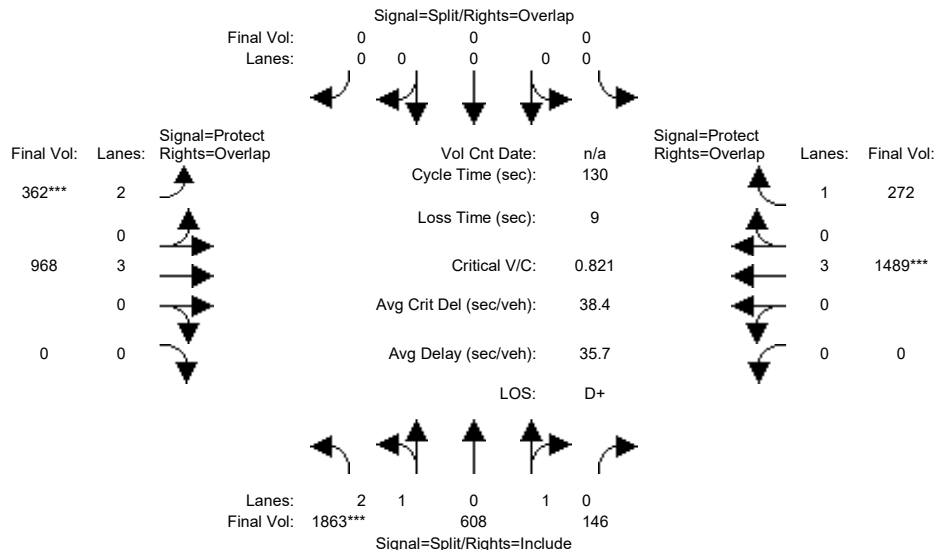 Signal=Split/Rights=Overlap
Final Vol: 0 0 0
Lanes: 0 0 0 0 0
Signal=Protect
Final Vol: Lanes: Rights=Overlap
Vol Cnt Date: n/a
Signal=Protect
Rights=Overlap Lanes: Final Vol:
Cycle Time (sec): 130
362*** 2
1 272
Loss Time (sec): 9
0
0
968 3
Critical V/C: 0.821
3 1489***
0
Avg Crit Del (sec/veh): 38.4
0
0 0
Avg Delay (sec/veh): 35.7
0 0
LOS: D+
Lanes: 2 1 0 1 0
Final Vol: 1863*** 608 146
Signal=Split/Rights=Include